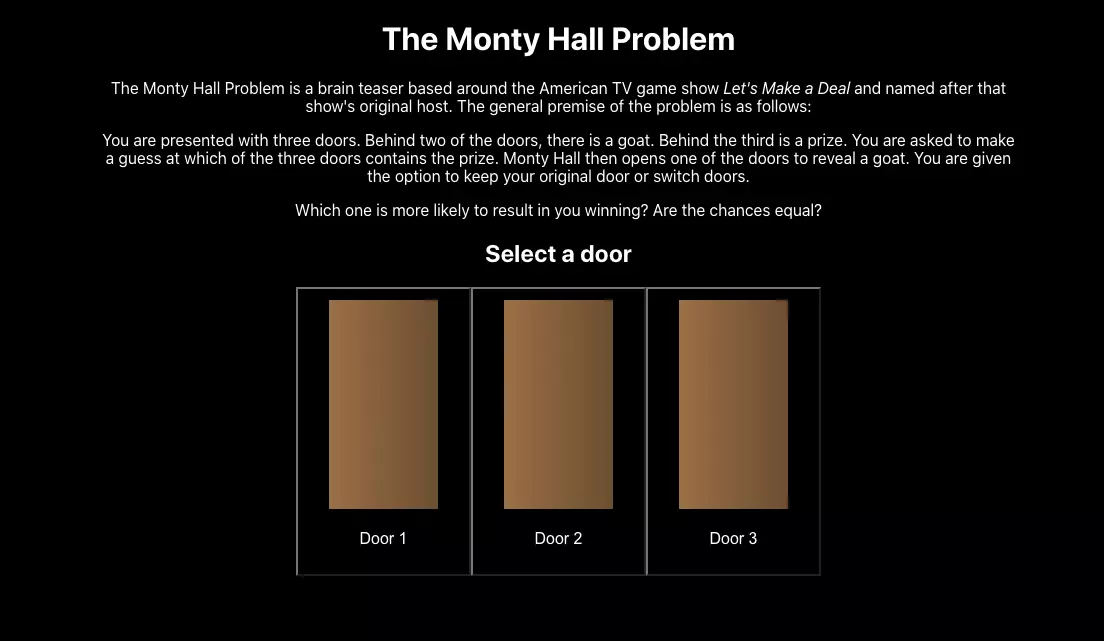 The Monty Hall Problem
The Monty Hall Problem is a brain teaser based around the American TV game show Let's Make a Deal and named after that
show's original host. The general premise of the problem is as follows:
You are presented with three doors. Behind two of the doors, there is a goat. Behind the third is a prize. You are asked to make
a guess at which of the three doors contains the prize. Monty Hall then opens one of the doors to reveal a goat. You are given
the option to keep your original door or switch doors.
Which one is more likely to result in you winning? Are the chances equal?
Select a door
Door 1
Door 2
Door 3